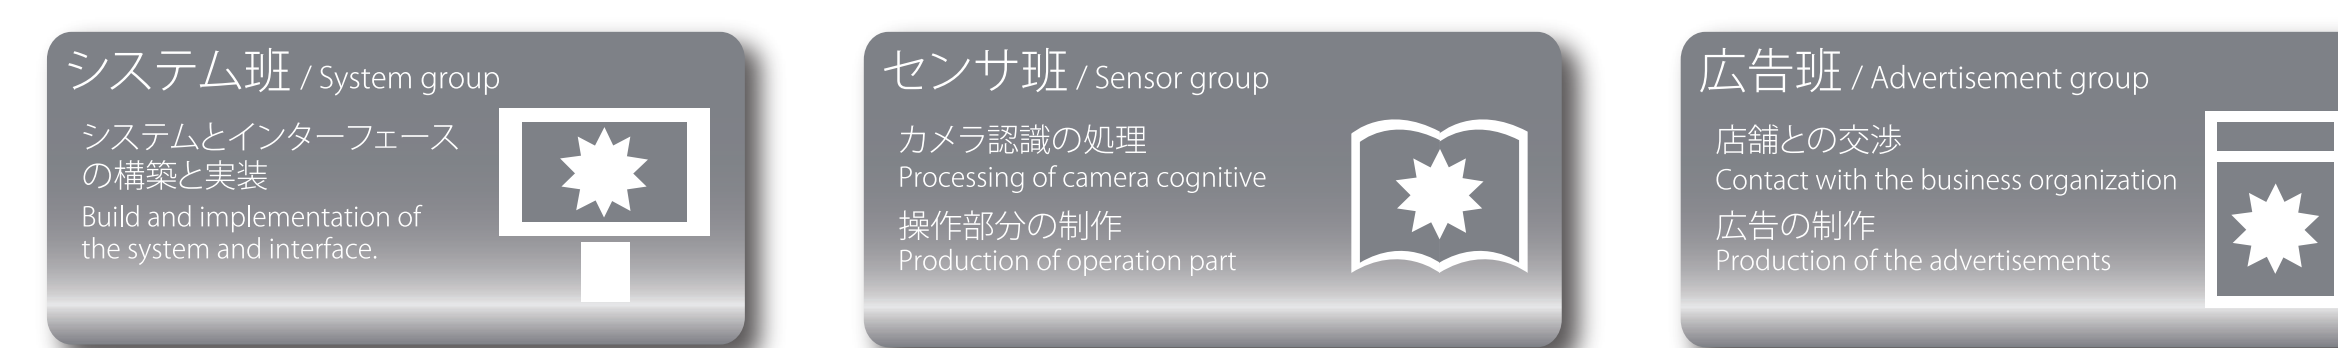 システム班 / System group
システムとインターフェース
の構築と実装
Build and implementation of
the system and interface.
センサ班 / Sensor group
カメラ認識の処理
Processing of camera cognitive
操作部分の制作
Production of operation part
広告班 / Advertisement group
店舗との交渉
Contact with the business organization
広告の制作
Production of the advertisements